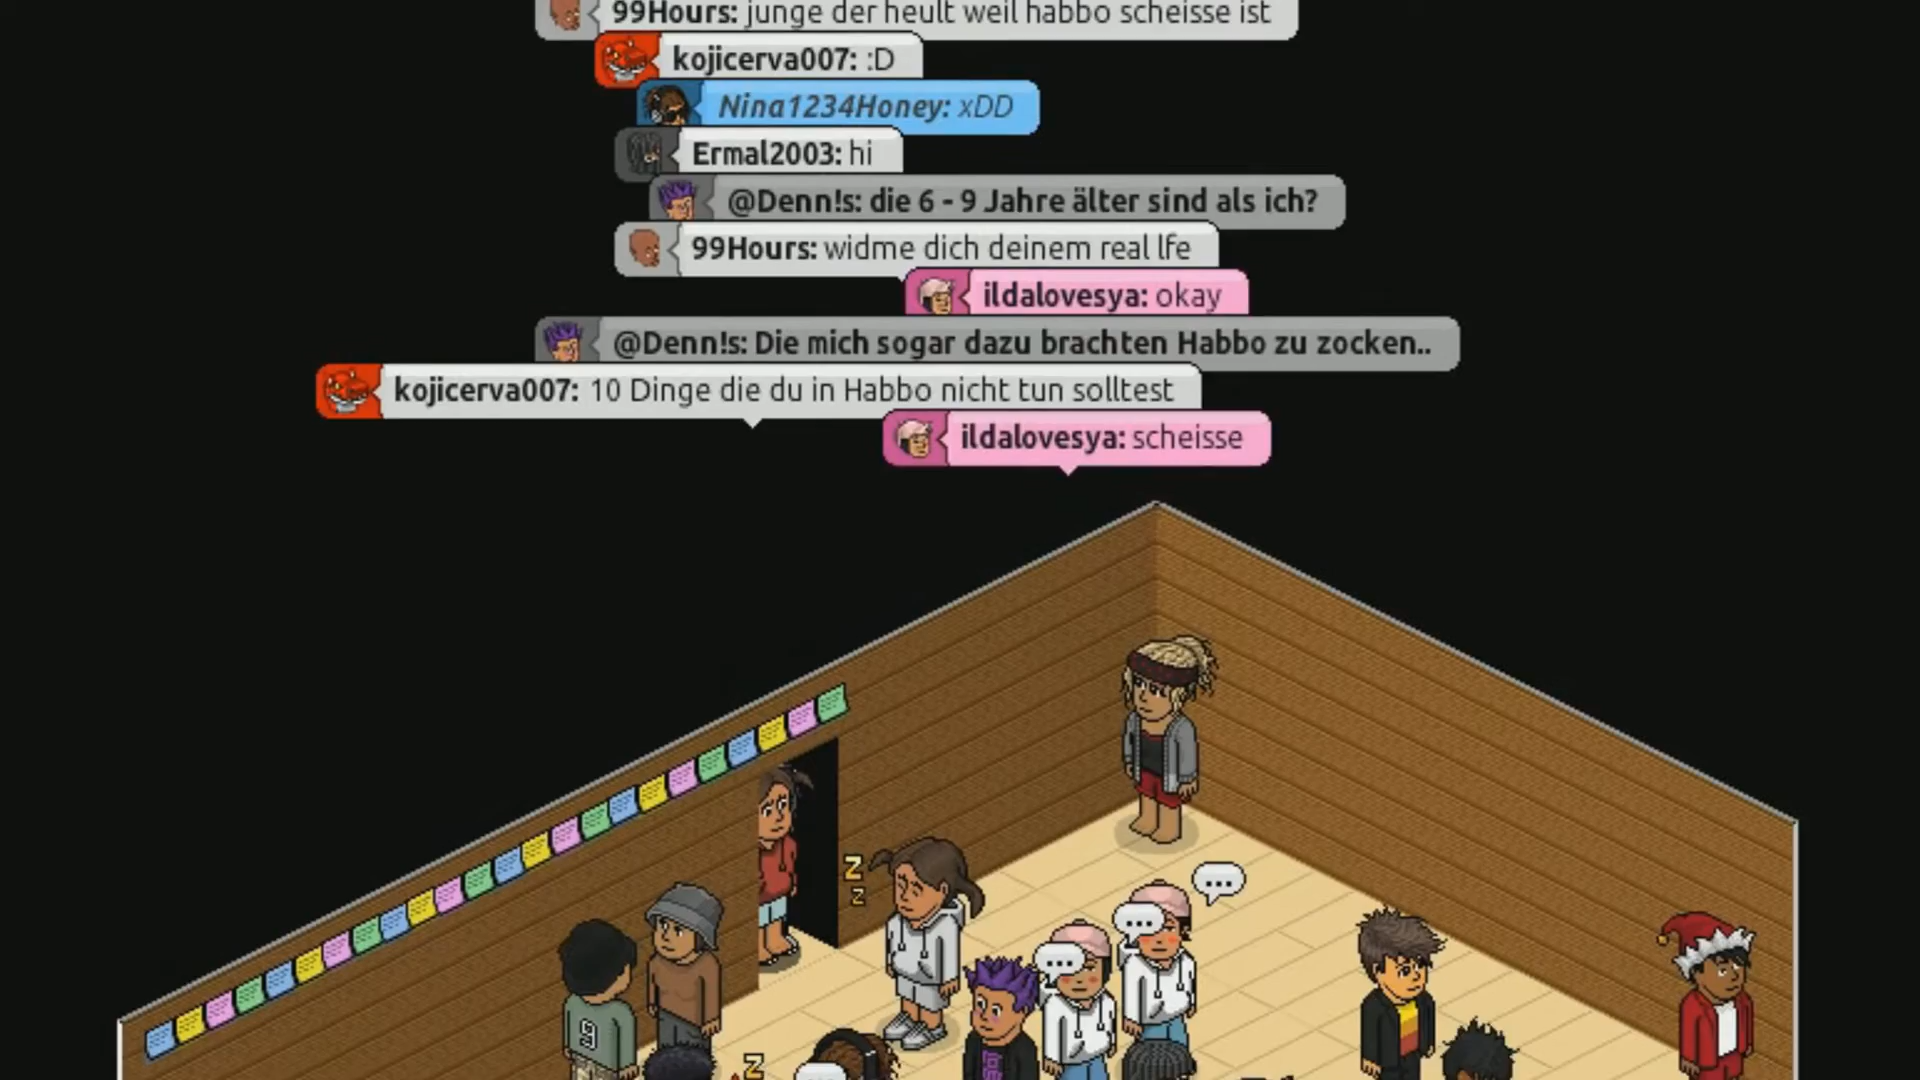 99Hours: junge der heult weil habbo scheisse ist
kojicerva007: :D
Nina1234Honey: xDD
Ermal2003: hi
@Denn!s: die 6 - 9 Jahre älter sind als ich?
99Hours: widme dich deinem real lfe
ildalovesya: okay
@Denn!s: Die mich sogar dazu brachten Habbo zu zocken..
kojicerva007: 10 Dinge die du in Habbo nicht tun solltest
ildalovesya: scheisse
Z
Z
...
...
...
9
Z